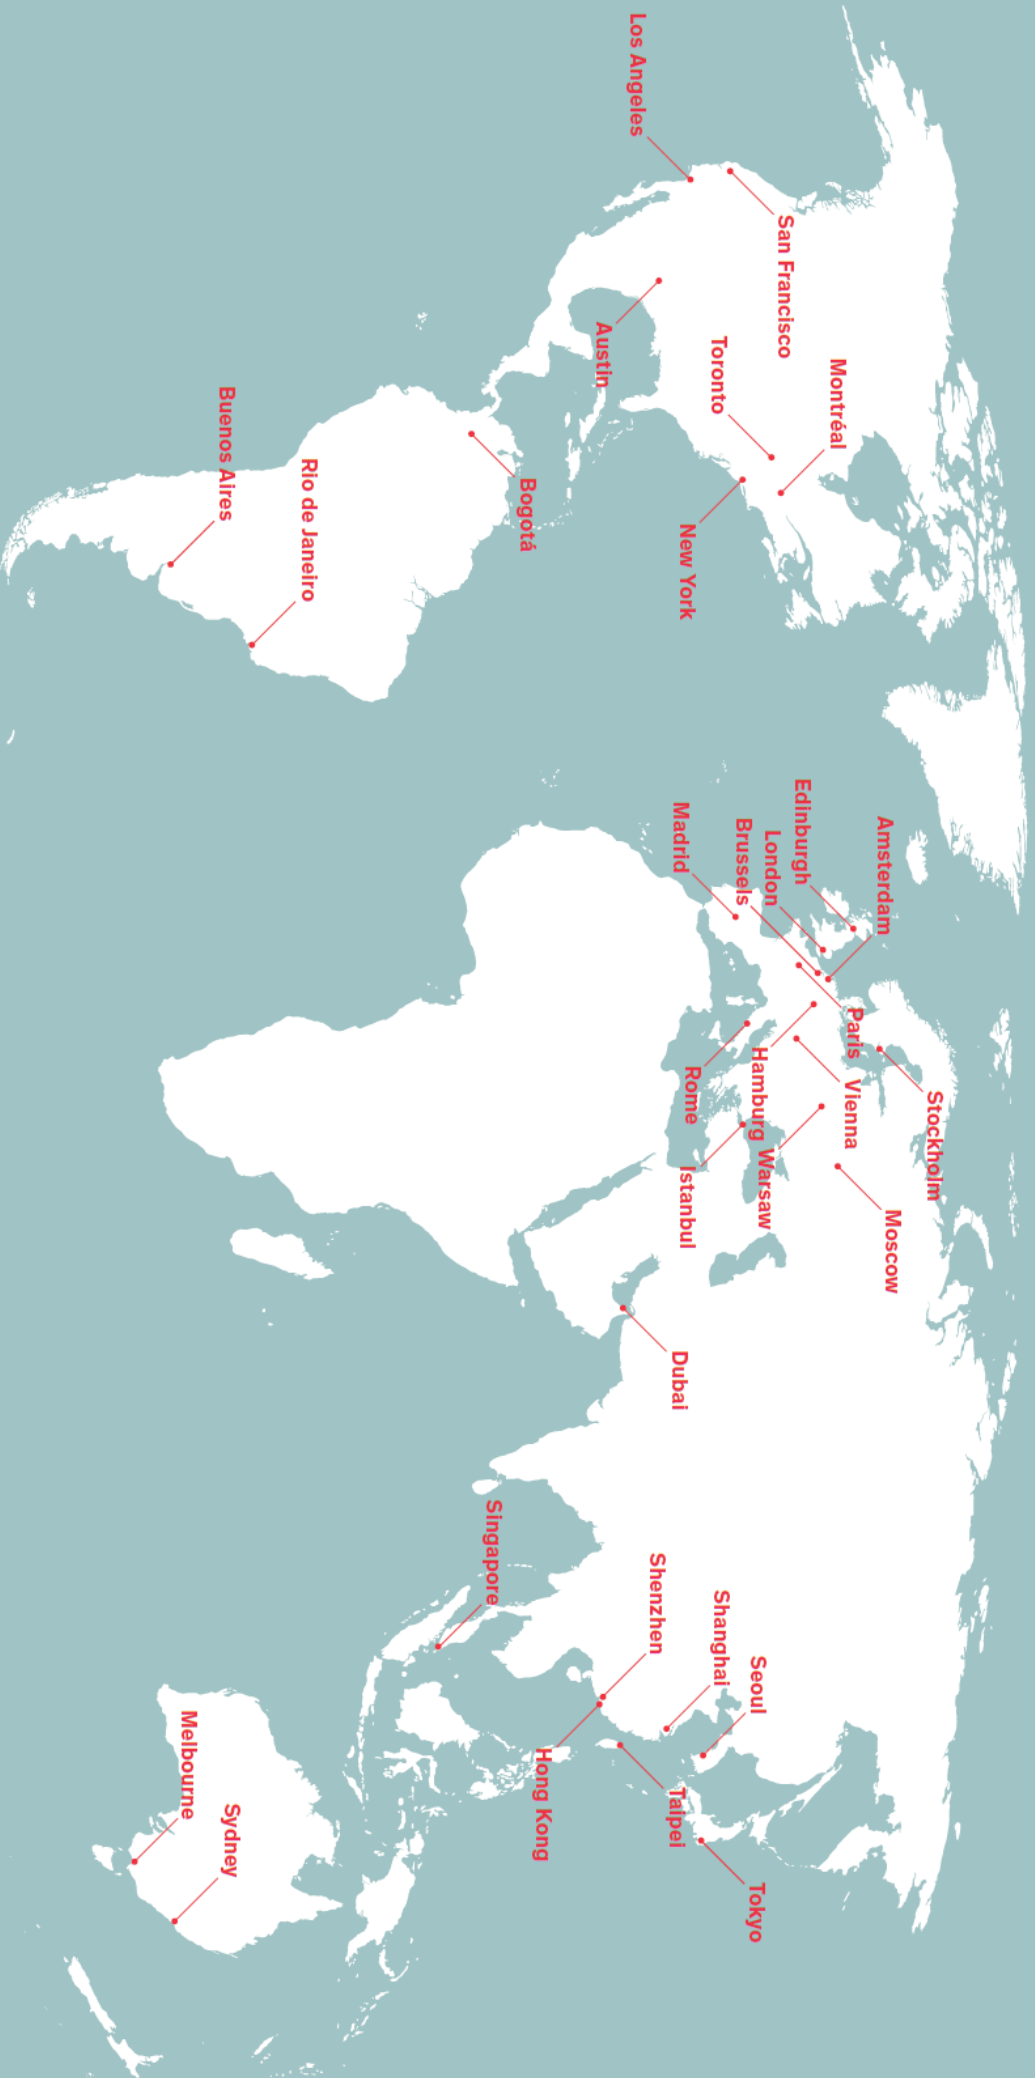 Los Angeles
San Francisco
Austin
Toronto
Montréal
New York
Bogotá
Buenos Aires
Rio de Janeiro
Edinburgh
Amsterdam
London
Brussels
Madrid
Paris
Stockholm
Vienna
Hamburg
Rome
Warsaw
Istanbul
Moscow
Dubai
Singapore
Shenzhen
Shanghai
Seoul
Hong Kong
Taipei
Tokyo
Melbourne
Sydney